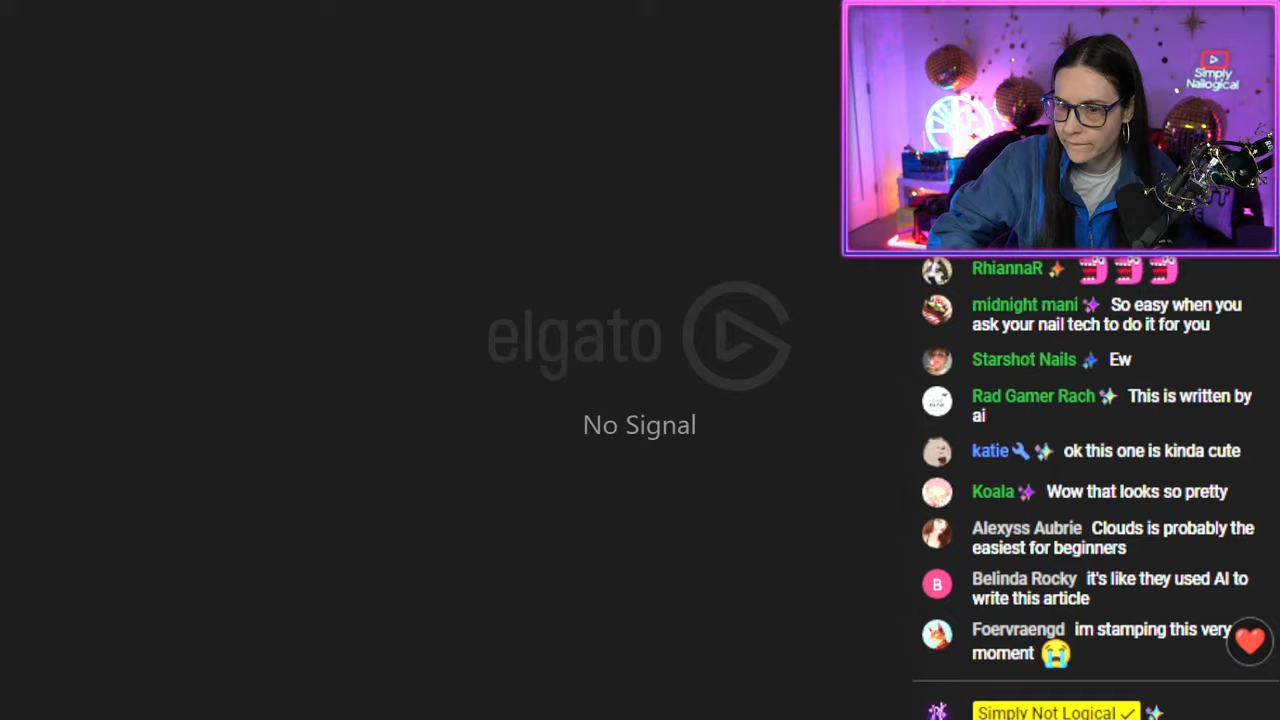 Simply
Nailogical
elgato
No Signal
RhiannaR
midnight mani So easy when you
ask your nail tech to do it for you
Starshot Nails Ew
Rad Gamer Rach This is written by
ai
katie ok this one is kinda cute
Koala Wow that looks so pretty
Alexyss Aubrie Clouds is probably the
easiest for beginners
B
Belinda Rocky it's like they used AI to
write this article
Foervraengd im stamping this very
moment
Simply Not Logical